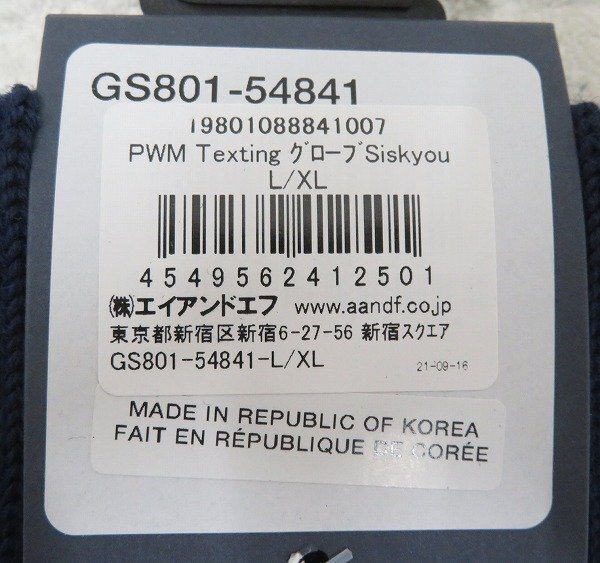 GS801-54841
19801088841007
PWM Texting グローブSiskyou
L/XL
4549562412501
㈱エイアンドエフ www.aandf.co.jp
東京都新宿区新宿6-27-56 新宿スクエア
GS801-54841-L/XL 21-09-16
MADE IN REPUBLIC OF KOREA
FAIT EN RÉPUBLIQUE DE CORÉE